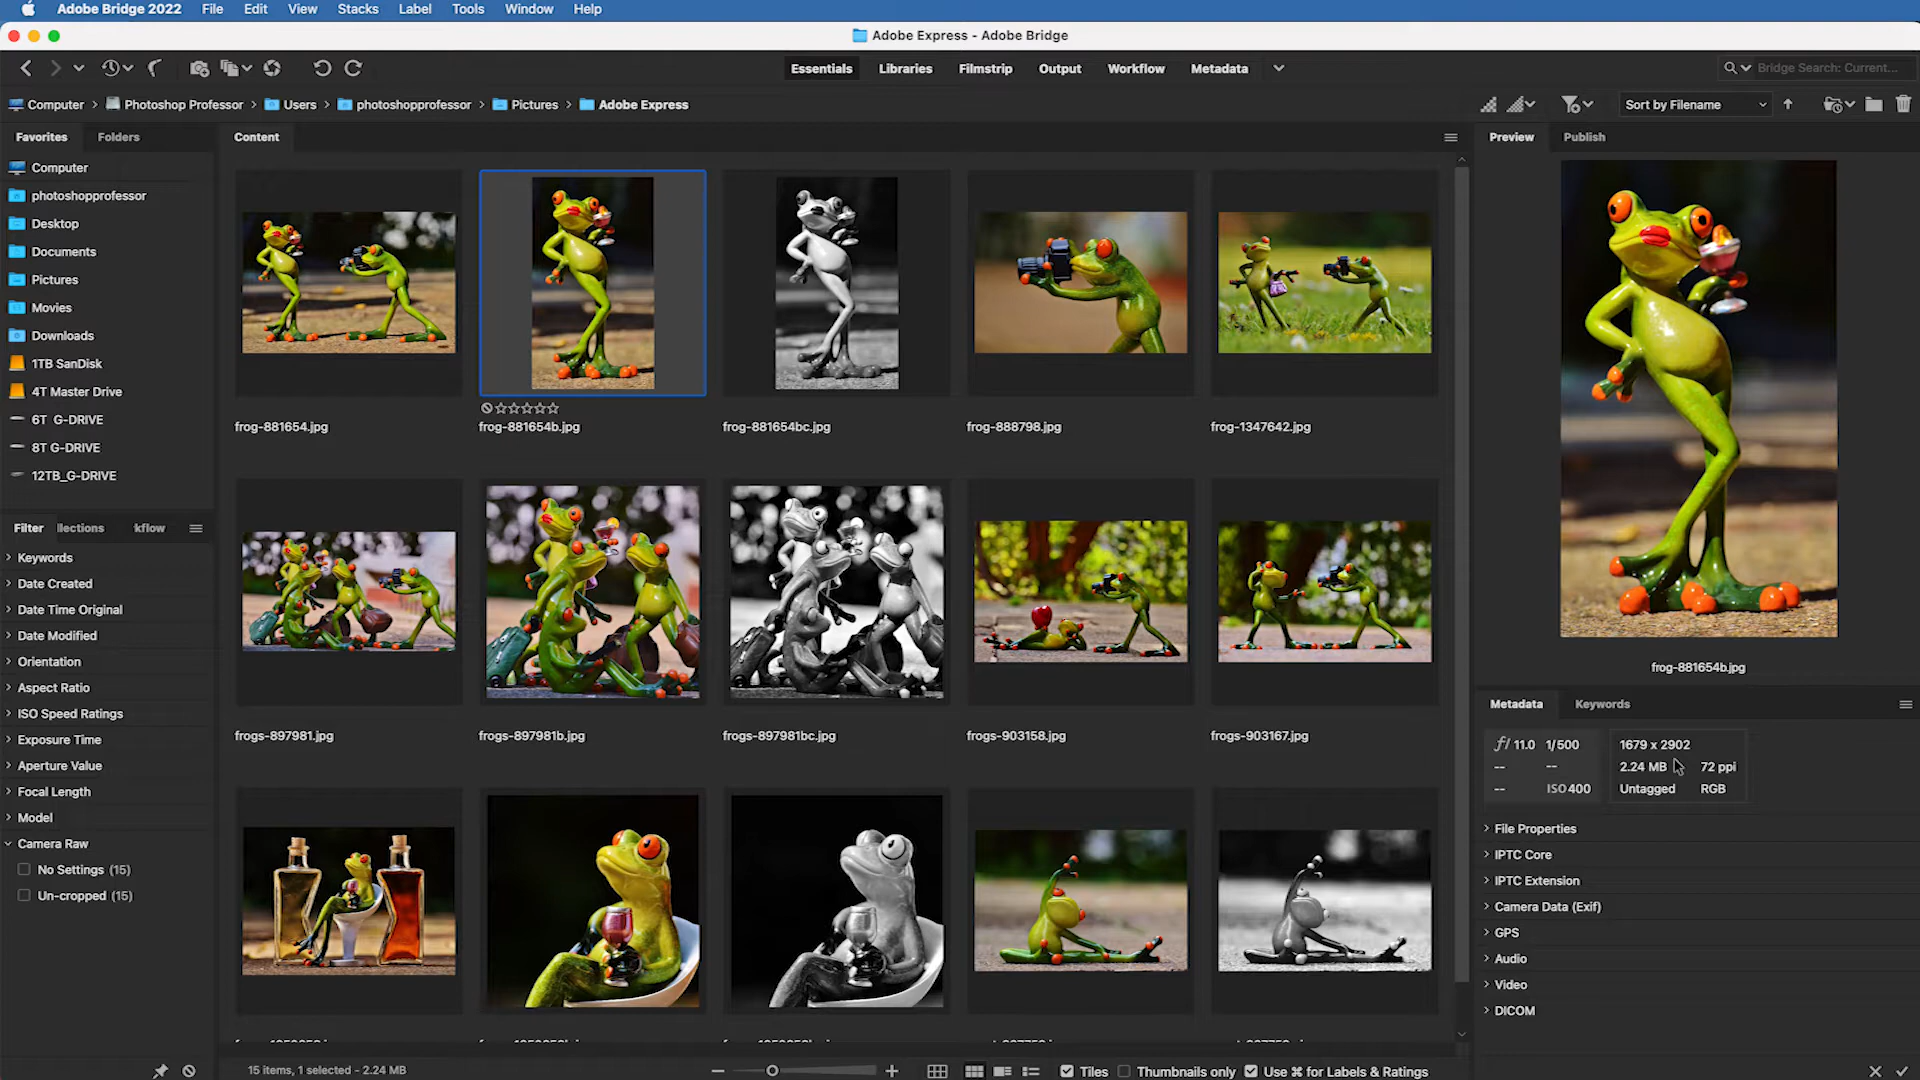 Adobe Bridge 2022 File Edit View Stacks Label Tools Window Help
Adobe Express - Adobe Bridge
Essentials Libraries Filmstrip Output Workflow Metadata
Bridge Search: Current...
Computer Photoshop Professor Users photoshopprofessor Pictures Adobe Express
Sort by Filename
Favorites Folders
Computer
photoshopprofessor
Desktop
Documents
Pictures
Movies
Downloads
1TB SanDisk
4T Master Drive
6T G-DRIVE
8T G-DRIVE
12TB_G-DRIVE
Filter llections kflow
Keywords
Date Created
Date Time Original
Date Modified
Orientation
Aspect Ratio
ISO Speed Ratings
Exposure Time
Aperture Value
Focal Length
Model
Camera Raw
No Settings (15)
Un-cropped (15)
Content
frog-881654.jpg
frog-881654b.jpg
frog-881654bc.jpg
frog-888798.jpg
frog-1347642.jpg
frogs-897981.jpg
frogs-897981b.jpg
frogs-897981bc.jpg
frogs-903158.jpg
frogs-903167.jpg
15 items, 1 selected - 2.24 MB
Tiles Thumbnails only Use ⌘ for Labels & Ratings
Preview Publish
frog-881654b.jpg
Metadata Keywords
f/ 11.0 1/500
-- --
-- ISO400
1679 x 2902
2.24 MB 72 ppi
Untagged RGB
File Properties
IPTC Core
IPTC Extension
Camera Data (Exif)
GPS
Audio
Video
DICOM